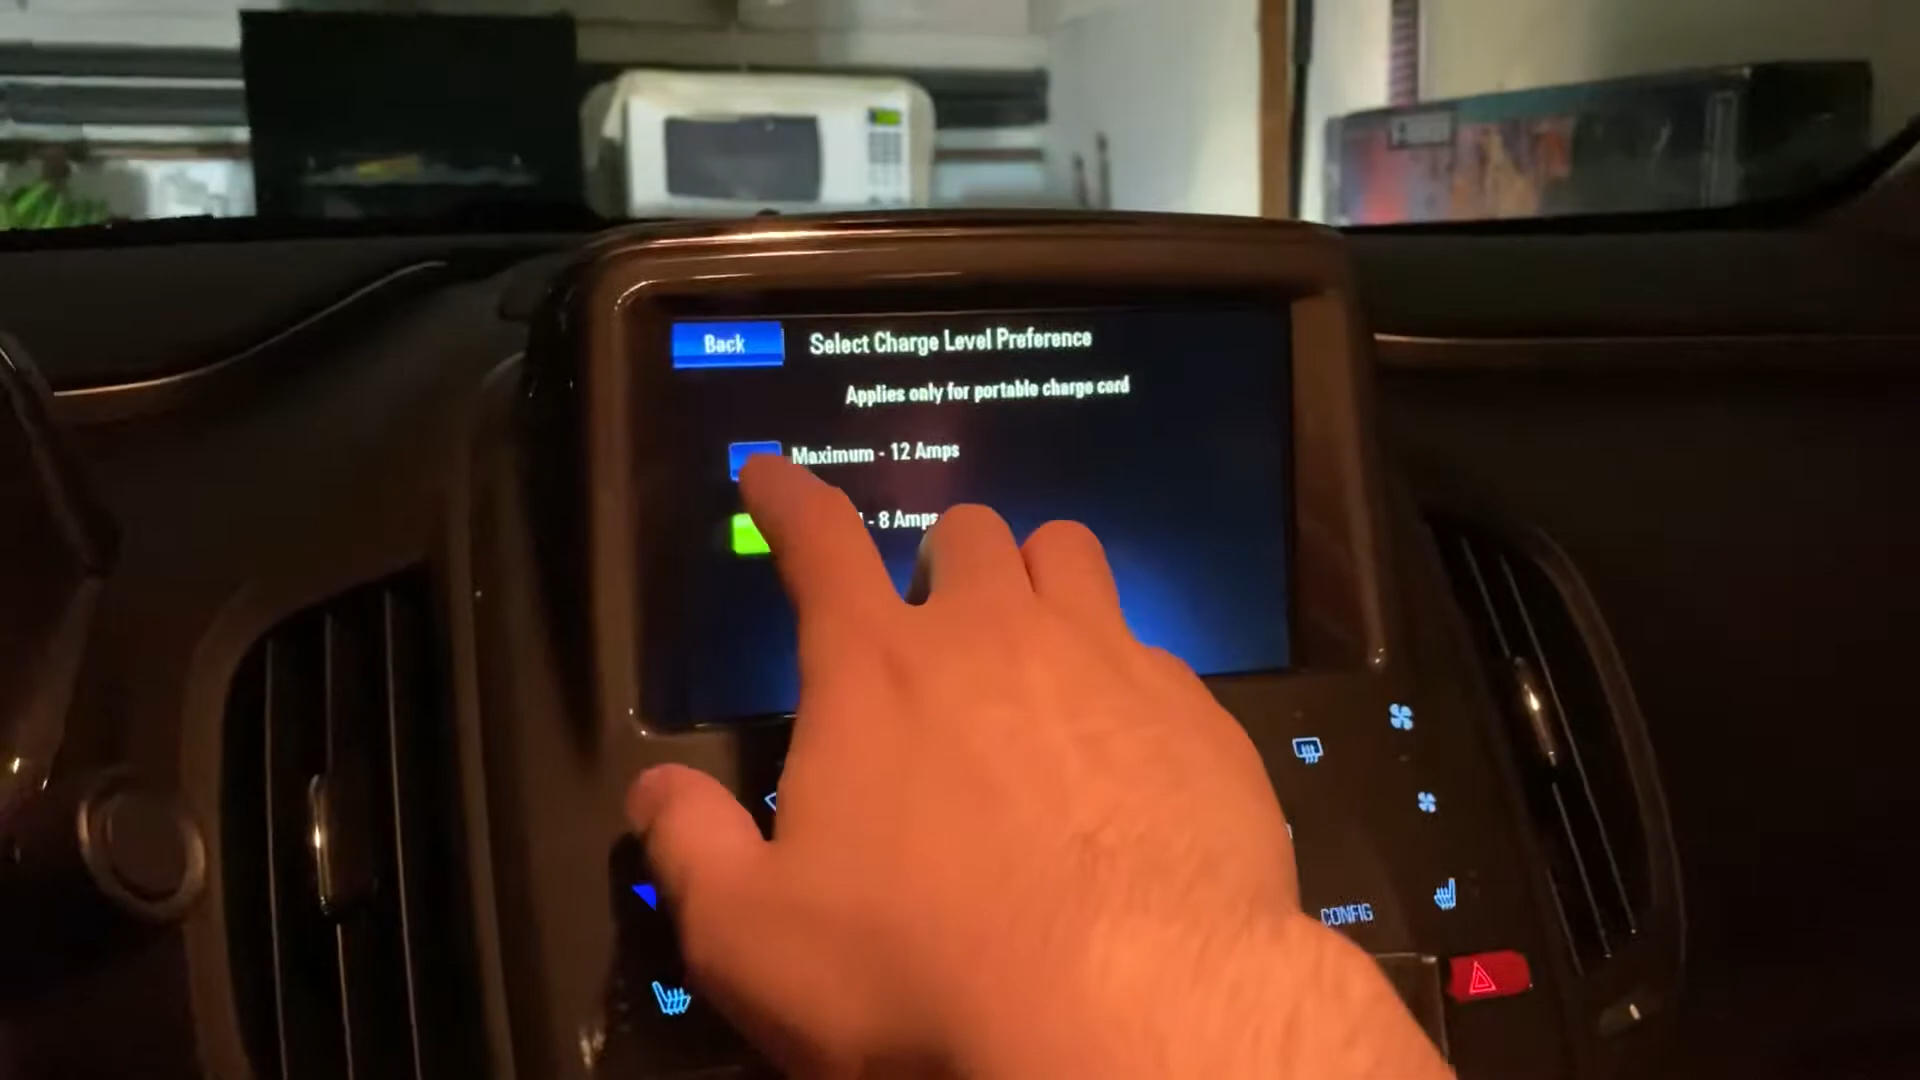 Back
Select Charge Level Preference
Applies only for portable charge cord
Maximum - 12 Amps
- 8 Amps
CONFIG